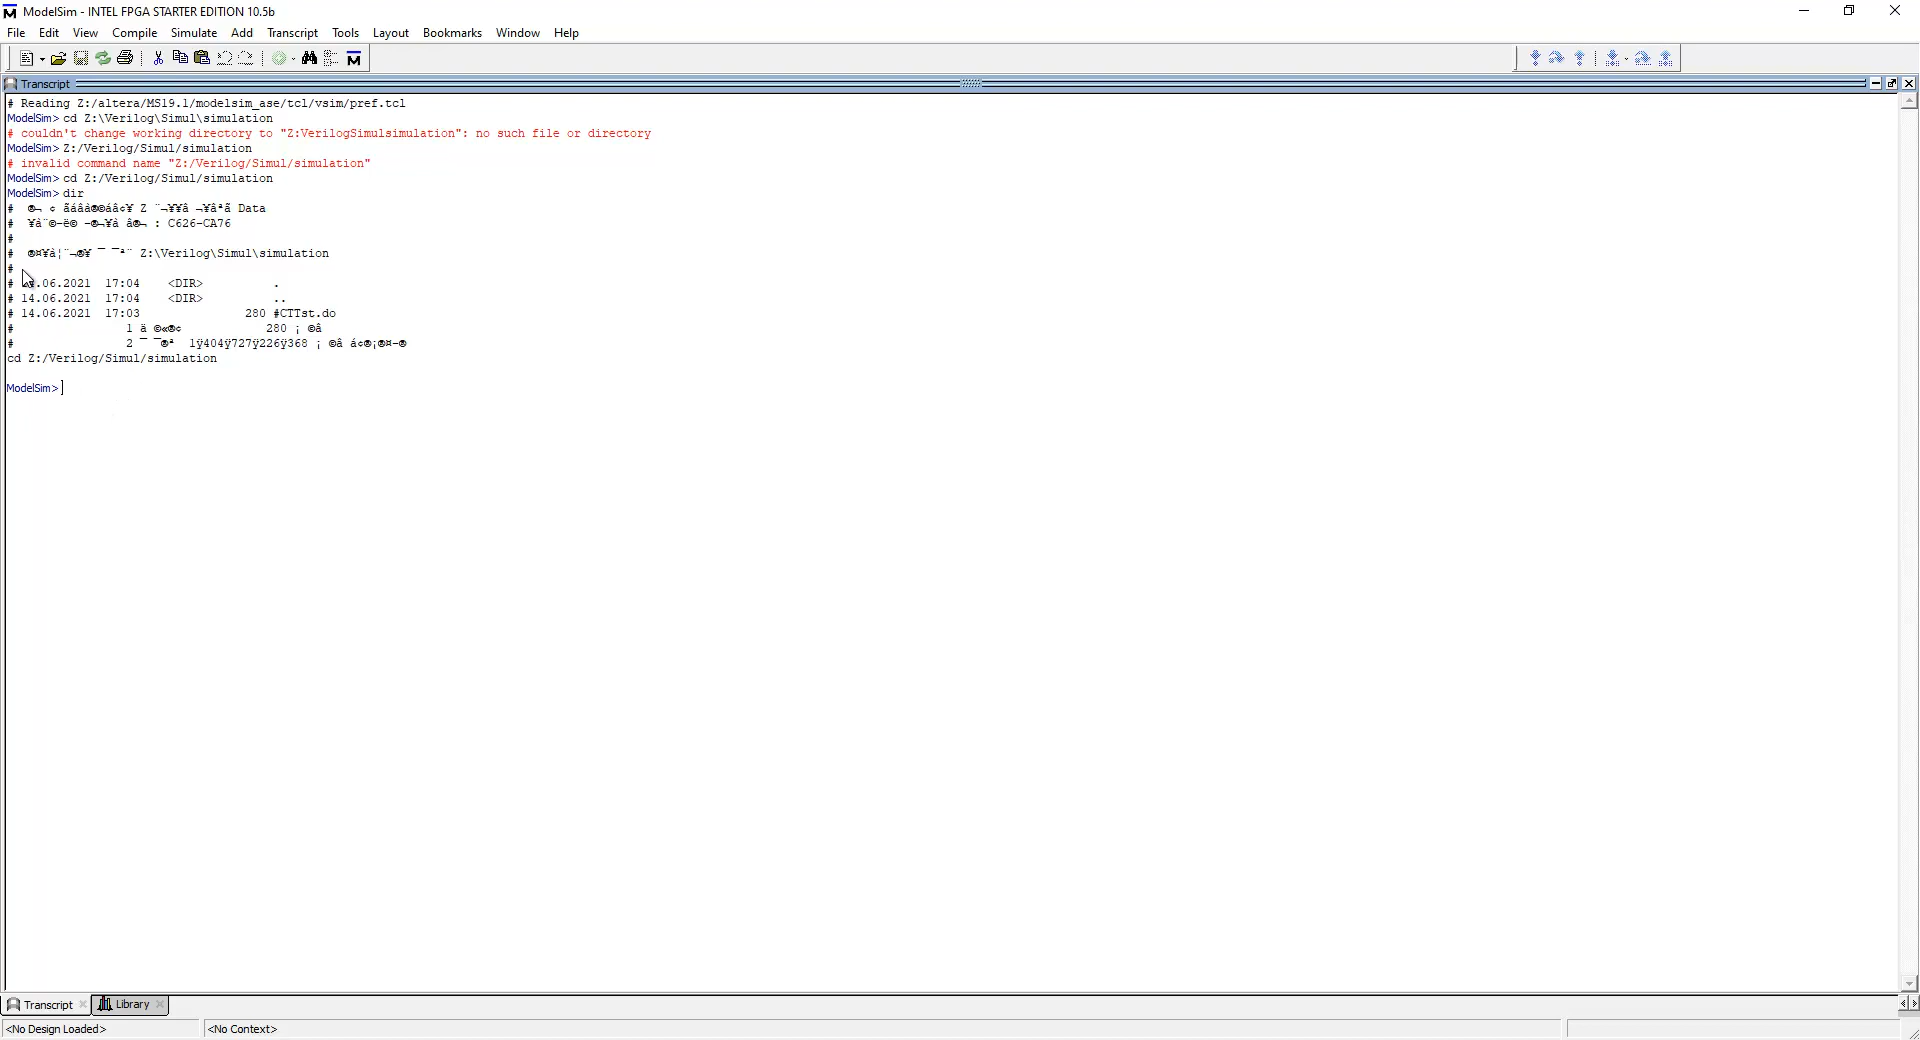 ModelSim - INTEL FPGA STARTER EDITION 10.5b
File Edit View Compile Simulate Add Transcript Tools Layout Bookmarks Window Help
Transcript
# Reading Z:/altera/MS19.1/modelsim_ase/tcl/vsim/pref.tcl
ModelSim> cd Z:\Verilog\Simul\simulation
# couldn't change working directory to "Z:VerilogSimulsimulation": no such file or directory
ModelSim> Z:/Verilog/Simul/simulation
# invalid command name "Z:/Verilog/Simul/simulation"
ModelSim> cd Z:/Verilog/Simul/simulation
ModelSim> dir
# Z Data
# : C626-CA76
#
# Z:\Verilog\Simul\simulation
#
# .06.2021 17:04 <DIR> .
# 14.06.2021 17:04 <DIR> ..
# 14.06.2021 17:03 280 #CTTst.do
# 1 ä ©«®¢ 280 ¡ ©â
# 2 ¯ ¯®ª 1ÿ404ÿ727ÿ226ÿ368 ¡ ©â á¢®¡®¤­®
cd Z:/Verilog/Simul/simulation
ModelSim>
Transcript Library
<No Design Loaded> <No Context>